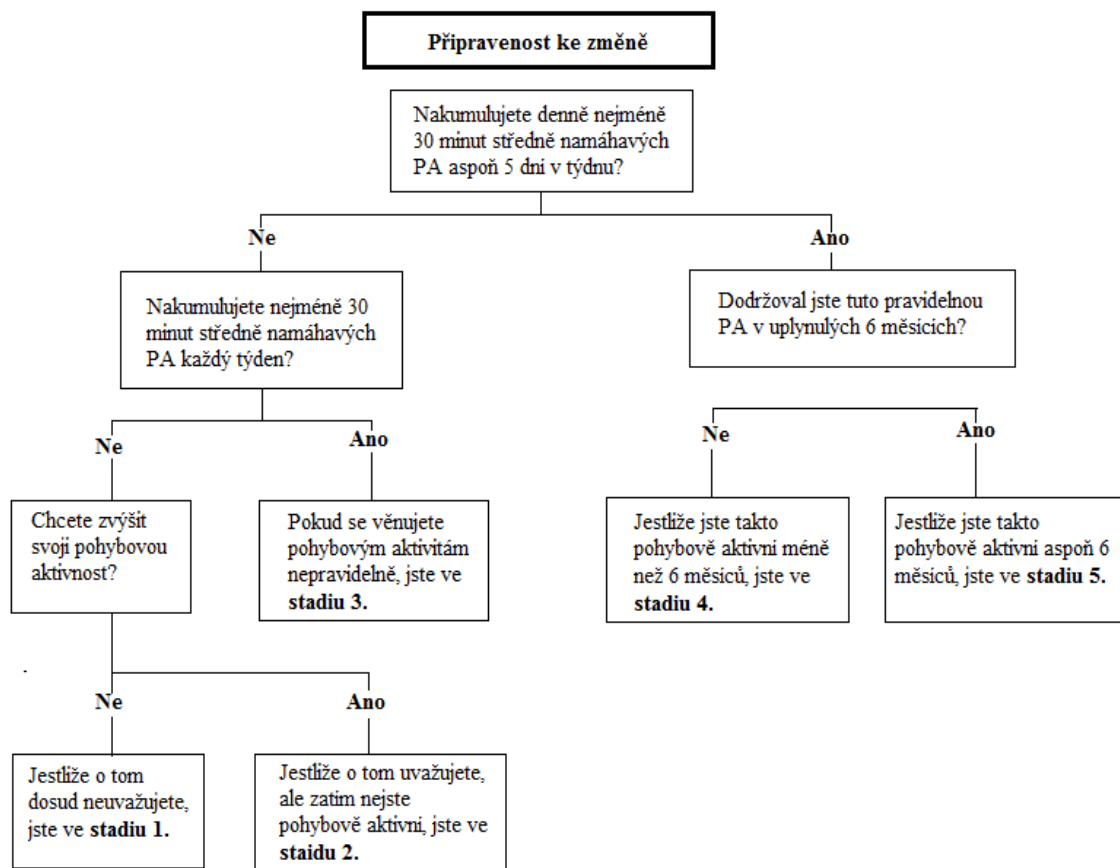 Připravenost ke změně
Nakumulujete denně nejméně
30 minut středně namáhavých
PA aspoň 5 dní v týdnu?
Ne
Ano
Nakumulujete nejméně 30
minut středně namáhavých
PA každý týden?
Dodržoval jste tuto pravidelnou
PA v uplynulých 6 měsících?
Ne
Ano
Ne
Ano
Chcete zvýšit
svoji pohybovou
aktivnost?
Pokud se věnujete
pohybovým aktivitám
nepravidelně, jste ve
stadiu 3.
Jestliže jste takto
pohybově aktivní méně
než 6 měsíců, jste ve
stadiu 4.
Jestliže jste takto
pohybově aktivní aspoň 6
měsíců, jste ve stadiu 5.
Ne
Ano
Jestliže o tom
dosud neuvažujete,
jste ve stadiu 1.
Jestliže o tom uvažujete,
ale zatím nejste
pohybově aktivní, jste ve
staidu 2.